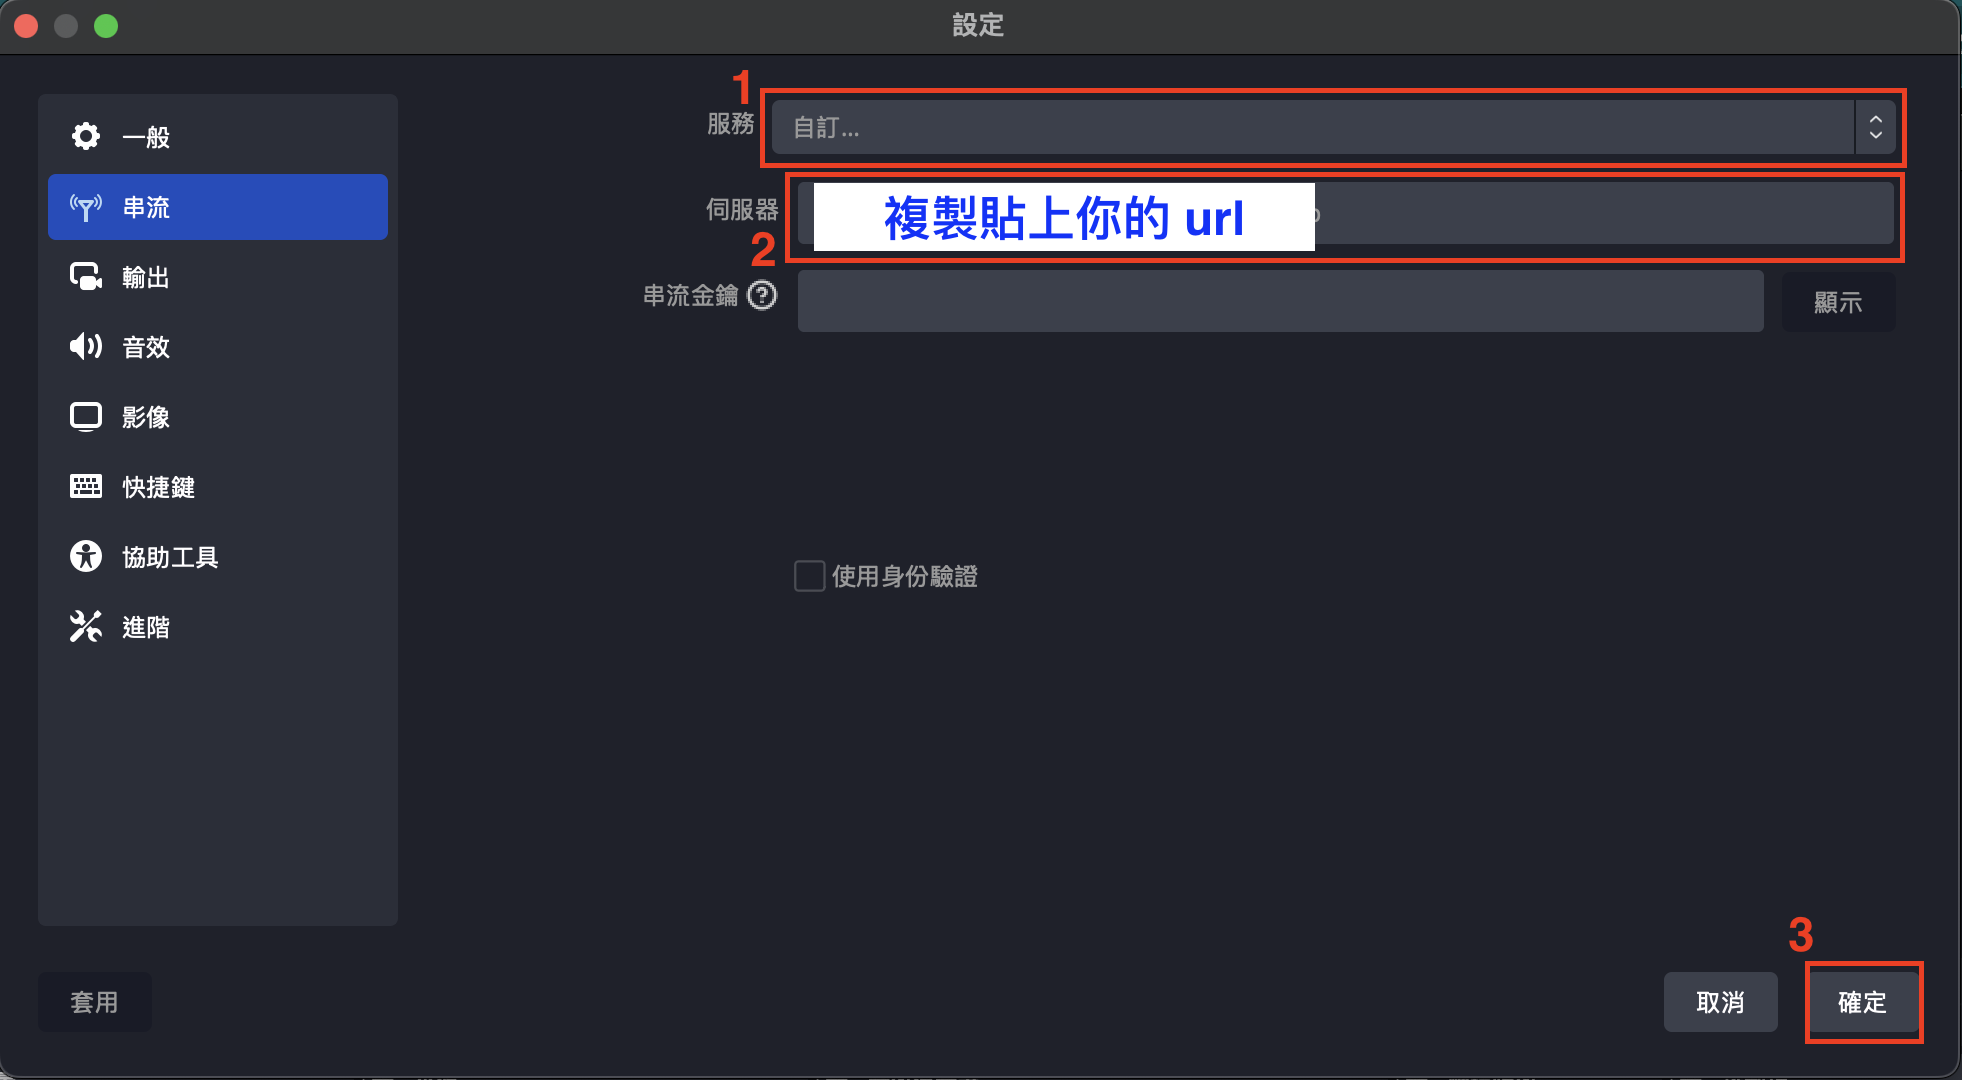 設定
一般
串流
輸出
音效
影像
快捷鍵
協助工具
進階
1
服務
自訂...
伺服器
複製貼上你的 url
2
串流金鑰
顯示
使用身份驗證
3
套用
取消
確定